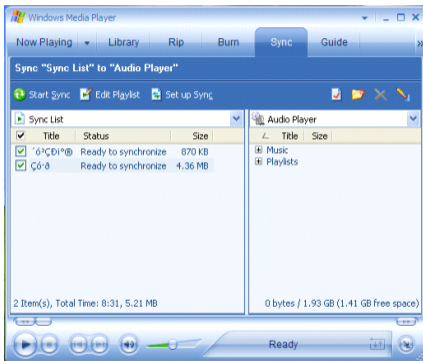 Windows Media Player
Now Playing Library Rip Burn Sync Guide »
Sync "Sync List" to "Audio Player"
Start Sync Edit Playlist Set up Sync
Sync List Audio Player
Title Status Size Title Size
´ó³ÇÐ¡°® Ready to synchronize 870 KB Music
Çó·ð Ready to synchronize 4.36 MB Playlists
2 Item(s), Total Time: 8:31, 5.21 MB 0 bytes / 1.93 GB (1.41 GB free space)
Ready